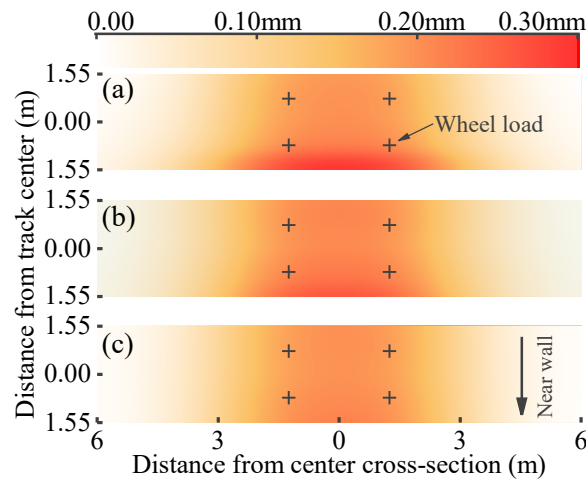 0.00 0.10mm 0.20mm 0.30mm
1.55
(a)
0.00
Wheel load
1.55
1.55
(b)
0.00
1.55
1.55
(c)
0.00
Near wall
1.55
Distance from track center (m)
6 3 0 3 6
Distance from center cross-section (m)